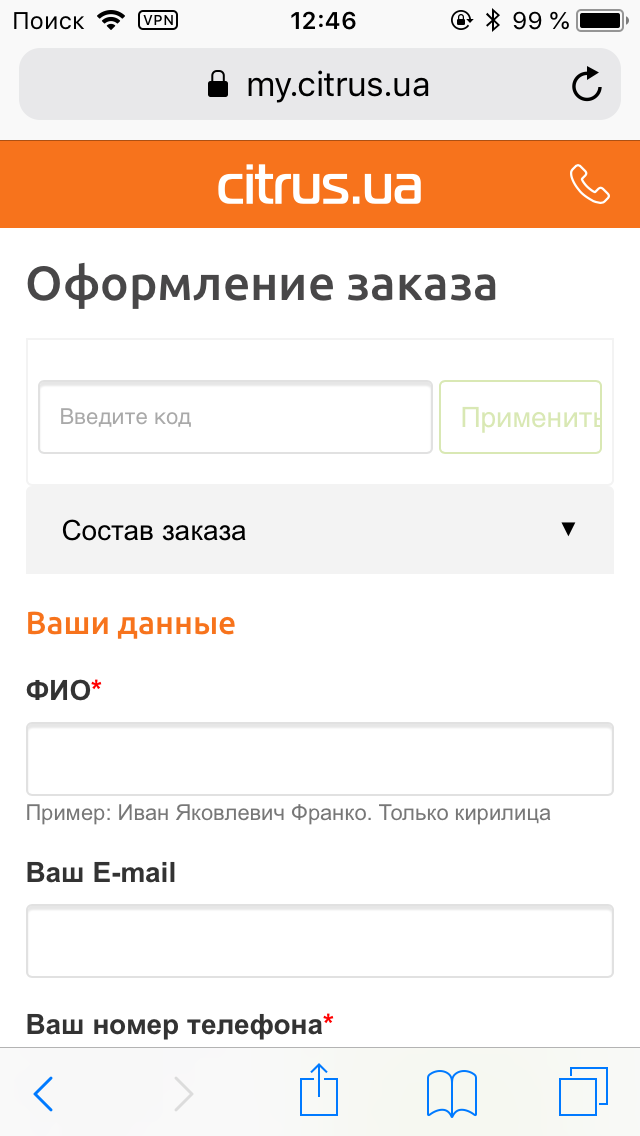 Поиск VPN 12:46 99 %
my.citrus.ua
citrus.ua
Оформление заказа
Введите код Применить
Состав заказа
Ваши данные
ФИО*
Пример: Иван Яковлевич Франко. Только кирилица
Ваш E-mail
Ваш номер телефона*